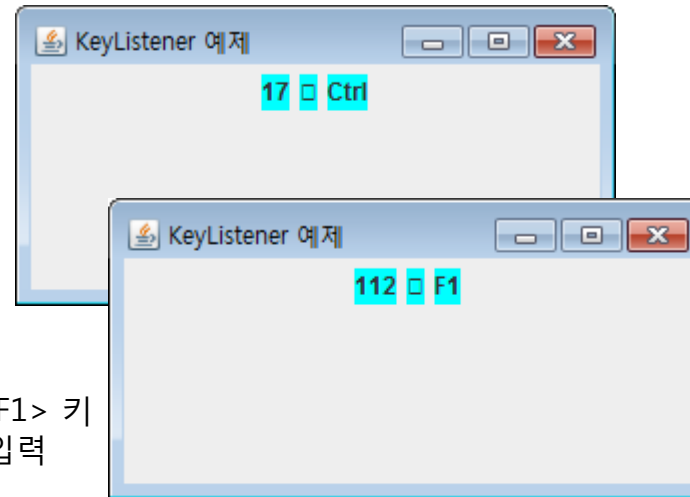 KeyListener 예제
17 □ Ctrl
KeyListener 예제
112 □ F1
F1> 키
입력